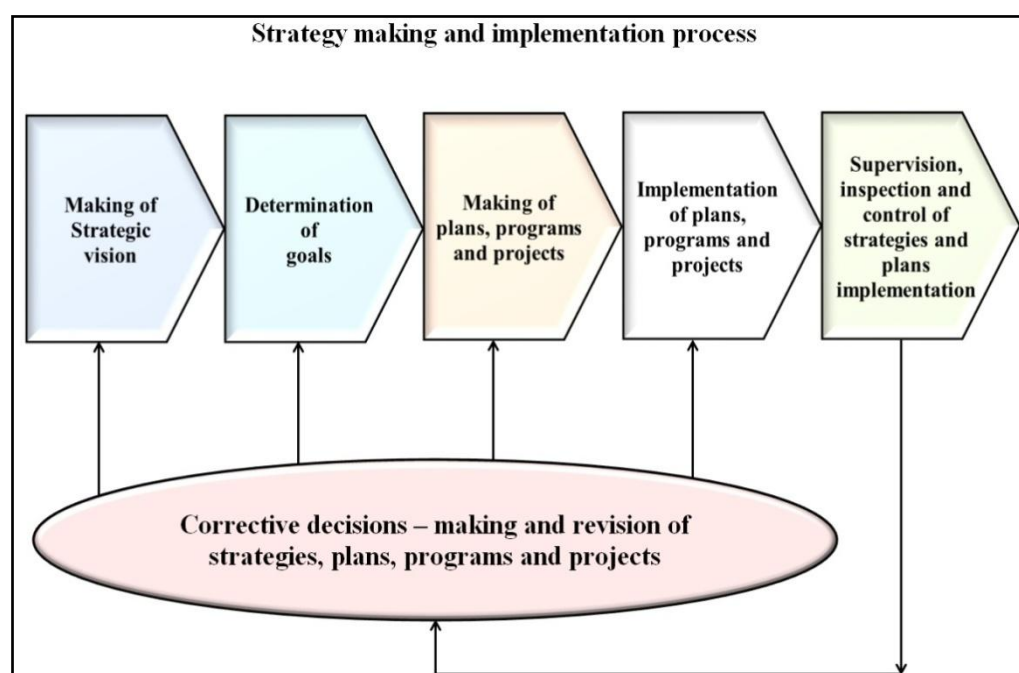 Strategy making and implementation process
Making of
Strategic
vision
Determination
of
goals
Making of
plans, programs
and projects
Implementation
of plans,
programs and
projects
Supervision,
inspection and
control of
strategies and
plans
implementation
Corrective decisions – making and revision of
strategies, plans, programs and projects